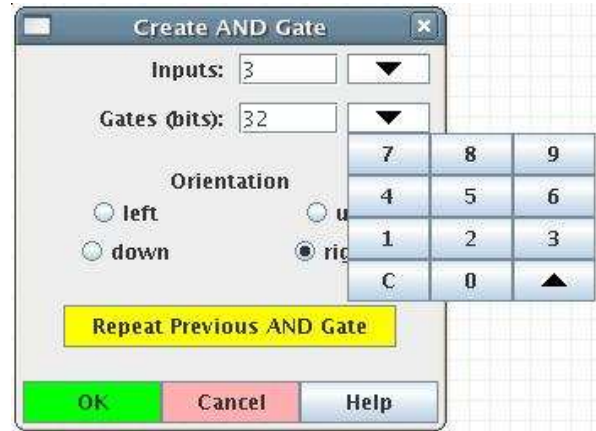 Create AND Gate
Inputs: 3
Gates (bits): 32
7 8 9
Orientation
4 5 6
left u
1 2 3
down rig
C 0
Repeat Previous AND Gate
OK Cancel Help